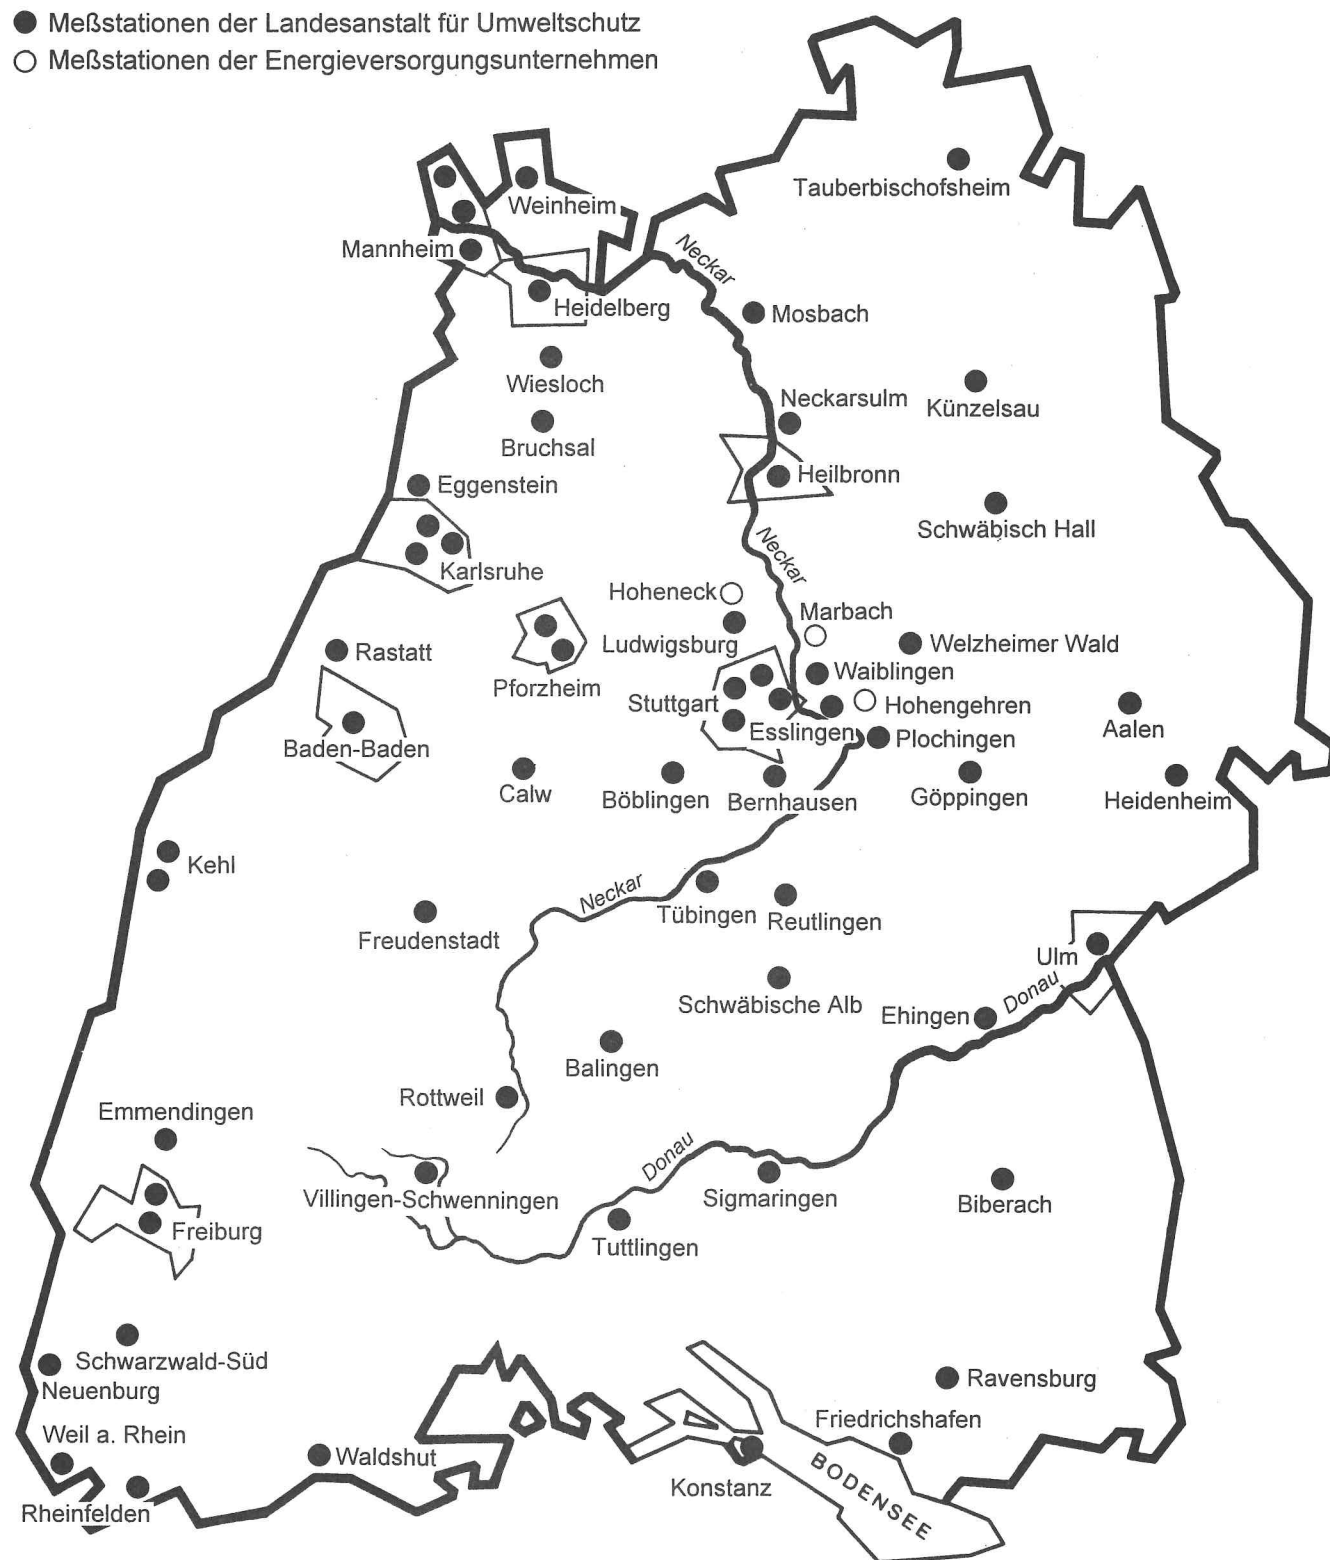 Meßstationen der Landesanstalt für Umweltschutz
Meßstationen der Energieversorgungsunternehmen
Tauberbischofsheim
Weinheim
Mannheim
Neckar
Heidelberg
Mosbach
Wiesloch
Neckarsulm
Künzelsau
Bruchsal
Heilbronn
Eggenstein
Schwäbisch Hall
Neckar
Karlsruhe
Hoheneck
Marbach
Ludwigsburg
Welzheimer Wald
Rastatt
Waiblingen
Pforzheim
Stuttgart
Hohengehren
Esslingen
Aalen
Plochingen
Baden-Baden
Calw
Böblingen
Bernhausen
Göppingen
Heidenheim
Kehl
Neckar
Tübingen
Reutlingen
Freudenstadt
Ulm
Schwäbische Alb
Donau
Ehingen
Balingen
Rottweil
Emmendingen
Donau
Villingen-Schwenningen
Sigmaringen
Biberach
Freiburg
Tuttlingen
Schwarzwald-Süd
Neuenburg
Ravensburg
Friedrichshafen
Weil a. Rhein
Waldshut
Konstanz
BODENSEE
Rheinfelden